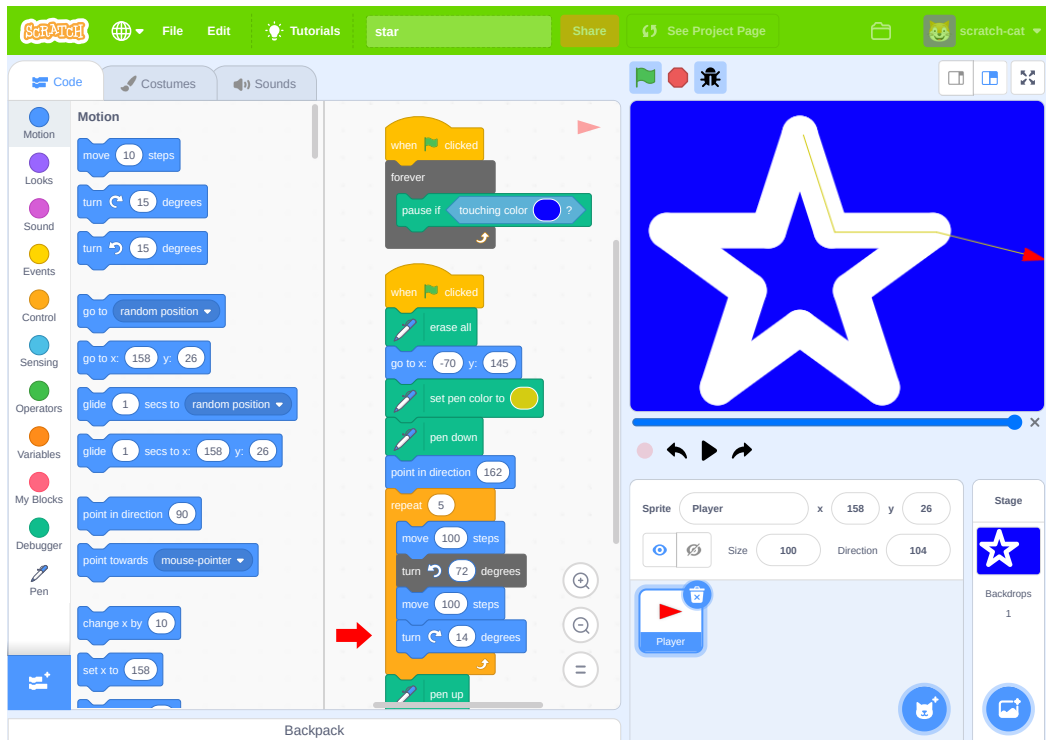 SCRATCH File Edit Tutorials star Share See Project Page scratch-cat
Code Costumes Sounds
Motion
Looks
Sound
Events
Control
Sensing
Operators
Variables
My Blocks
Debugger
Pen
Motion
move 10 steps
turn 15 degrees
turn 15 degrees
go to random position
go to x: 158 y: 26
glide 1 secs to random position
glide 1 secs to x: 158 y: 26
point in direction 90
point towards mouse-pointer
change x by 10
set x to 158
when clicked
forever
pause if touching color ?
when clicked
erase all
go to x: -70 y: 145
set pen color to
pen down
point in direction 162
repeat 5
move 100 steps
turn 72 degrees
move 100 steps
turn 14 degrees
pen up
Backpack
Sprite Player x 158 y 26
Size 100 Direction 104
Player
Stage
Backdrops
1